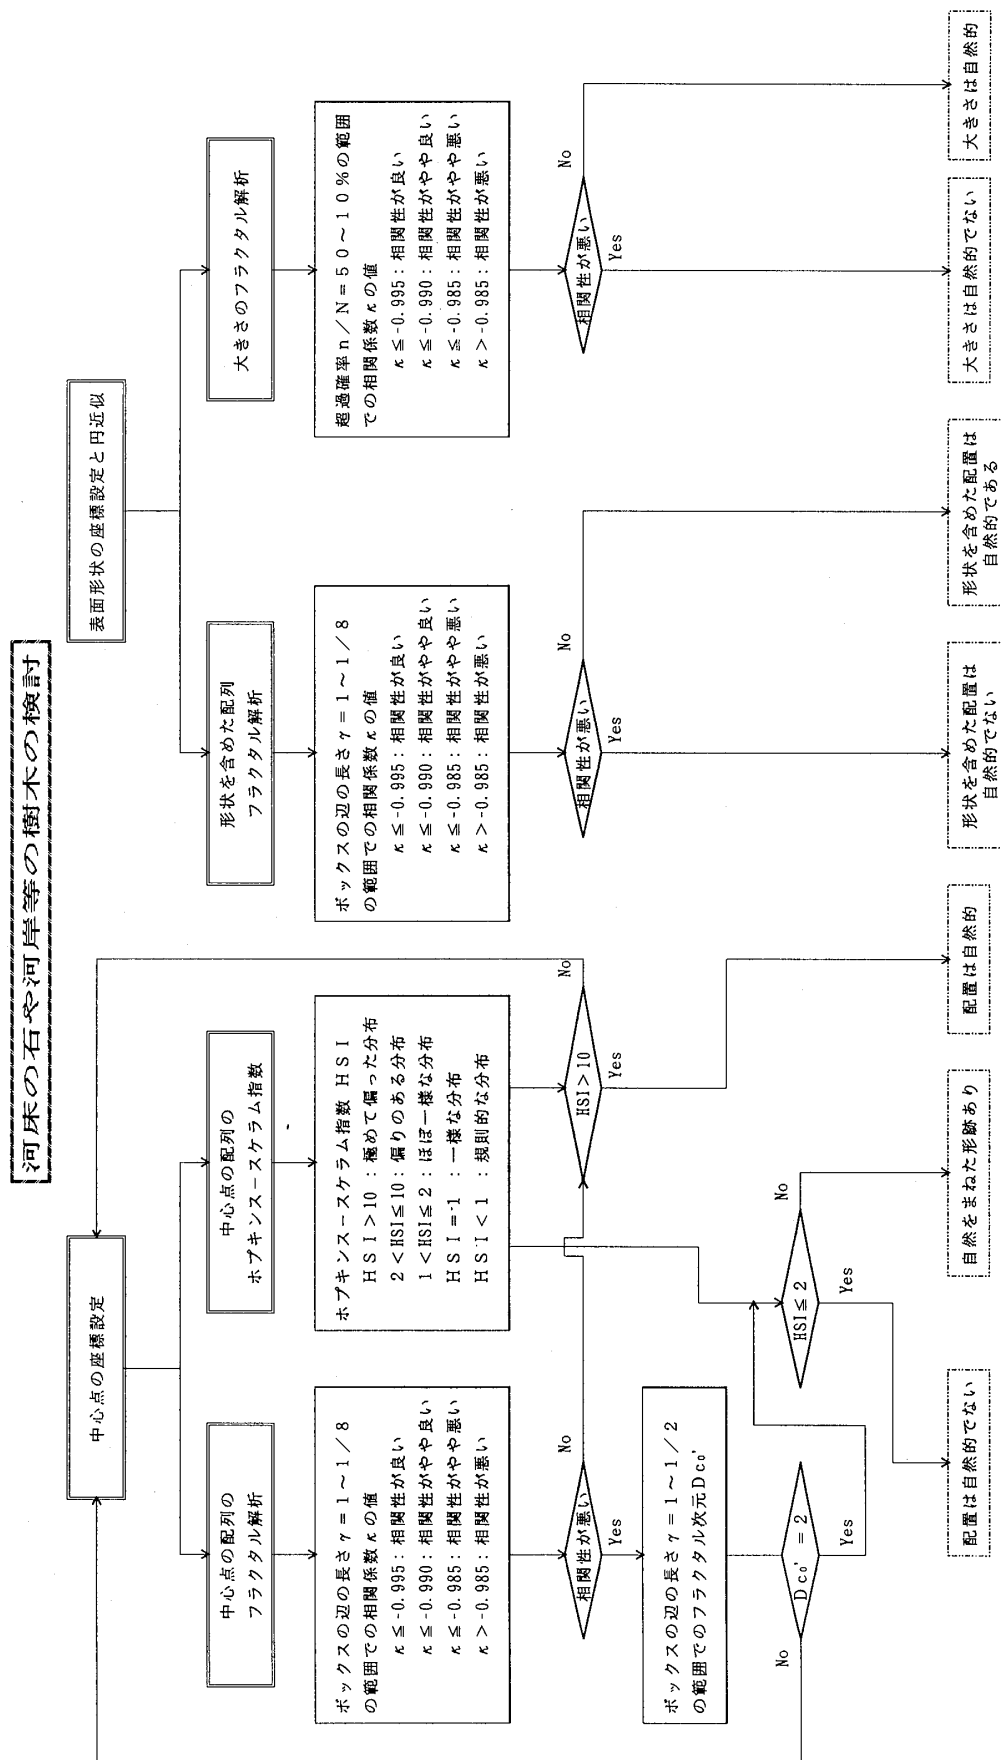 河床の石や河岸等の樹木の検討
中心点の座標設定
中心点の配列の
フラクタル解析
ボックスの辺の長さγ＝1～1／8
の範囲での相関係数κの値
κ≦-0.995：相関性が良い
κ≦-0.990：相関性がやや良い
κ≦-0.985：相関性がやや悪い
κ＞-0.985：相関性が悪い
相関性が悪い
No
Yes
ボックスの辺の長さγ＝1～1／2
の範囲でのフラクタル次元Dc₀'
Dc₀'＝2
No
Yes
中心点の配列の
ホプキンス－スケラム指数
ホプキンス－スケラム指数 HSI
HSI＞10：極めて偏った分布
2＜HSI≦10：偏りのある分布
1＜HSI≦2：ほぼ一様な分布
HSI＝1：一様な分布
HSI＜1：規則的な分布
HSI＞10
No
Yes
HSI≦2
No
Yes
配置は自然的でない
自然をまねた形跡あり
配置は自然的
表面形状の座標設定と円近似
形状を含めた配列
フラクタル解析
ボックスの辺の長さγ＝1～1／8
の範囲での相関係数κの値
κ≦-0.995：相関性が良い
κ≦-0.990：相関性がやや良い
κ≦-0.985：相関性がやや悪い
κ＞-0.985：相関性が悪い
相関性が悪い
No
Yes
形状を含めた配置は
自然的でない
形状を含めた配置は
自然的である
大きさのフラクタル解析
超過確率n／N＝50～10％の範囲
での相関係数κの値
κ≦-0.995：相関性が良い
κ≦-0.990：相関性がやや良い
κ≦-0.985：相関性がやや悪い
κ＞-0.985：相関性が悪い
相関性が悪い
No
Yes
大きさは自然的でない
大きさは自然的